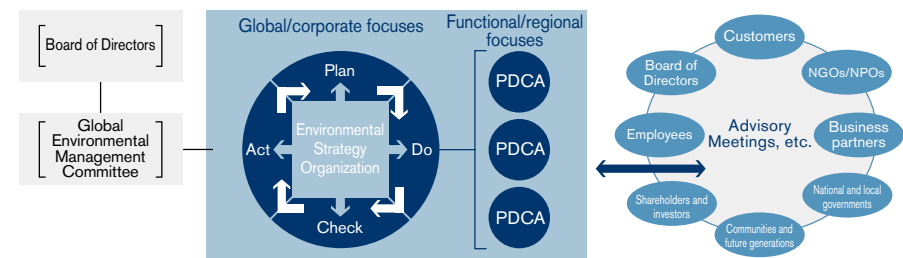 Board of Directors
Global
Environmental
Management
Committee
Global/corporate focuses
Plan
Act
Environmental
Strategy
Organization
Do
Check
Functional/regional
focuses
PDCA
PDCA
PDCA
Customers
Board of
Directors
NGOs/NPOs
Employees
Advisory
Meetings, etc.
Business
partners
Shareholders and
investors
National and local
governments
Communities and
future generations